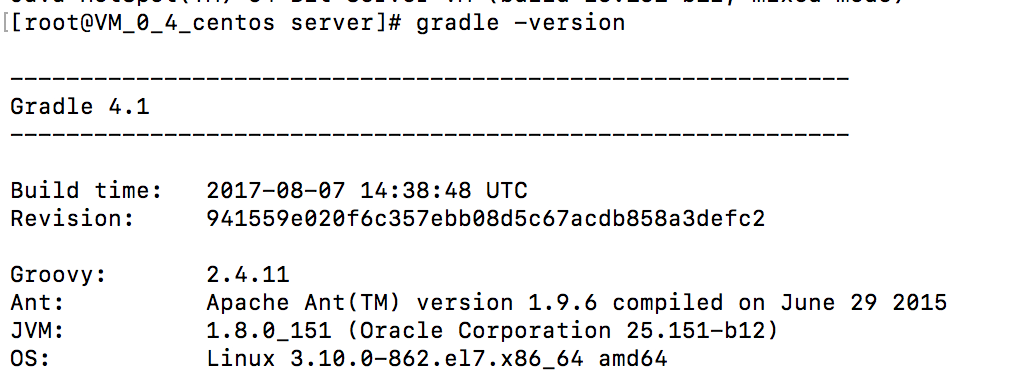 [[root@VM_0_4_centos server]# gradle -version
------------------------------------------------------------
Gradle 4.1
------------------------------------------------------------
Build time:   2017-08-07 14:38:48 UTC
Revision:     941559e020f6c357ebb08d5c67acdb858a3defc2
Groovy:       2.4.11
Ant:          Apache Ant(TM) version 1.9.6 compiled on June 29 2015
JVM:          1.8.0_151 (Oracle Corporation 25.151-b12)
OS:           Linux 3.10.0-862.el7.x86_64 amd64